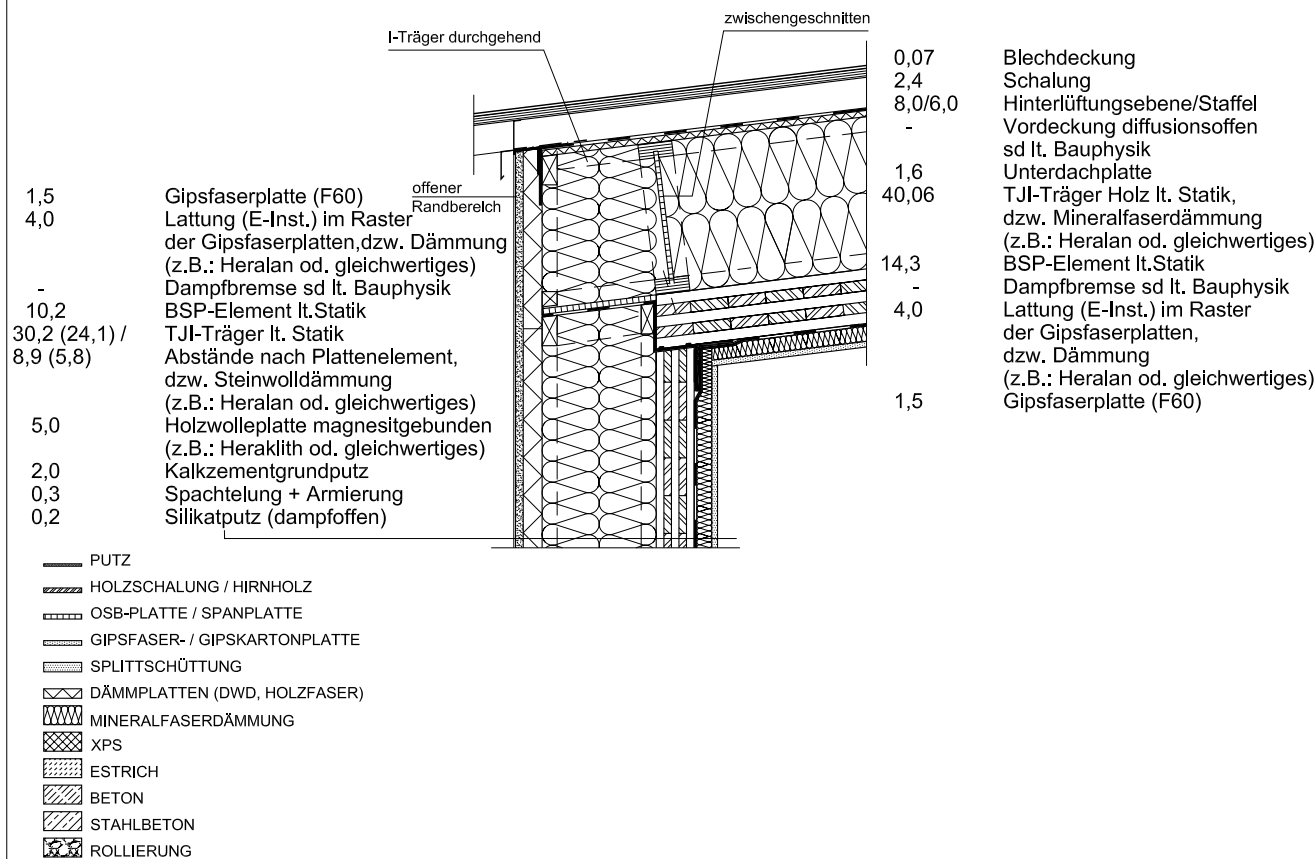 I-Träger durchgehend
zwischengeschnitten
offener
Randbereich
1,5 Gipsfaserplatte (F60)
4,0 Lattung (E-Inst.) im Raster
der Gipsfaserplatten,dzw. Dämmung
(z.B.: Heralan od. gleichwertiges)
- Dampfbremse sd lt. Bauphysik
10,2 BSP-Element lt.Statik
30,2 (24,1) / TJI-Träger lt. Statik
8,9 (5,8) Abstände nach Plattenelement,
dzw. Steinwolldämmung
(z.B.: Heralan od. gleichwertiges)
5,0 Holzwolleplatte magnesitgebunden
(z.B.: Heraklith od. gleichwertiges)
2,0 Kalkzementgrundputz
0,3 Spachtelung + Armierung
0,2 Silikatputz (dampfoffen)
0,07 Blechdeckung
2,4 Schalung
8,0/6,0 Hinterlüftungsebene/Staffel
- Vordeckung diffusionsoffen
sd lt. Bauphysik
1,6 Unterdachplatte
40,06 TJI-Träger Holz lt. Statik,
dzw. Mineralfaserdämmung
(z.B.: Heralan od. gleichwertiges)
14,3 BSP-Element lt.Statik
- Dampfbremse sd lt. Bauphysik
4,0 Lattung (E-Inst.) im Raster
der Gipsfaserplatten,
dzw. Dämmung
(z.B.: Heralan od. gleichwertiges)
1,5 Gipsfaserplatte (F60)
PUTZ
HOLZSCHALUNG / HIRNHOLZ
OSB-PLATTE / SPANPLATTE
GIPSFASER- / GIPSKARTONPLATTE
SPLITTSCHÜTTUNG
DÄMMPLATTEN (DWD, HOLZFASER)
MINERALFASERDÄMMUNG
XPS
ESTRICH
BETON
STAHLBETON
ROLLIERUNG